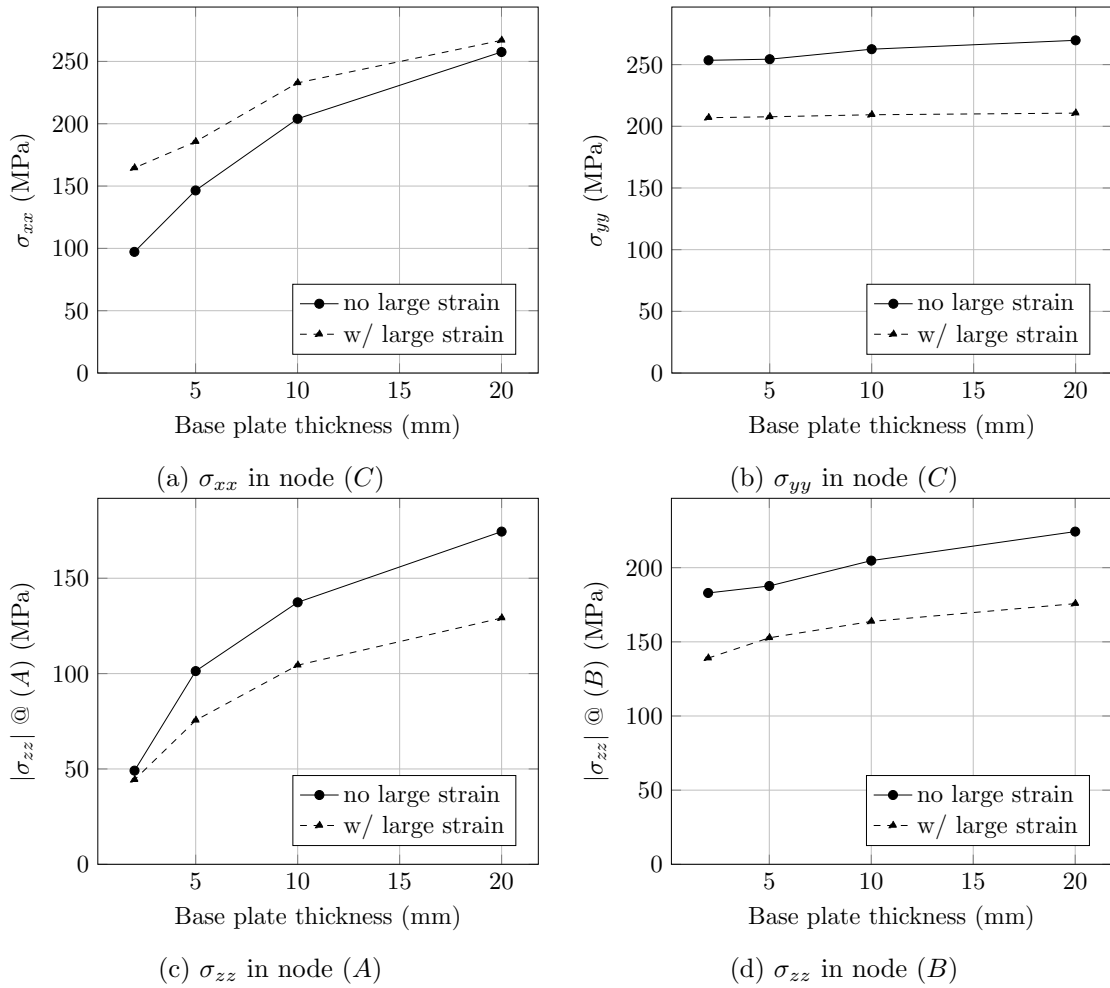 250
200
150
100
50
0
σxx (MPa)
no large strain
w/ large strain
5 10 15 20
Base plate thickness (mm)
(a) σxx in node (C)
250
200
150
100
50
0
σyy (MPa)
no large strain
w/ large strain
5 10 15 20
Base plate thickness (mm)
(b) σyy in node (C)
150
100
50
0
|σzz| @ (A) (MPa)
no large strain
w/ large strain
5 10 15 20
Base plate thickness (mm)
(c) σzz in node (A)
200
150
100
50
0
|σzz| @ (B) (MPa)
no large strain
w/ large strain
5 10 15 20
Base plate thickness (mm)
(d) σzz in node (B)